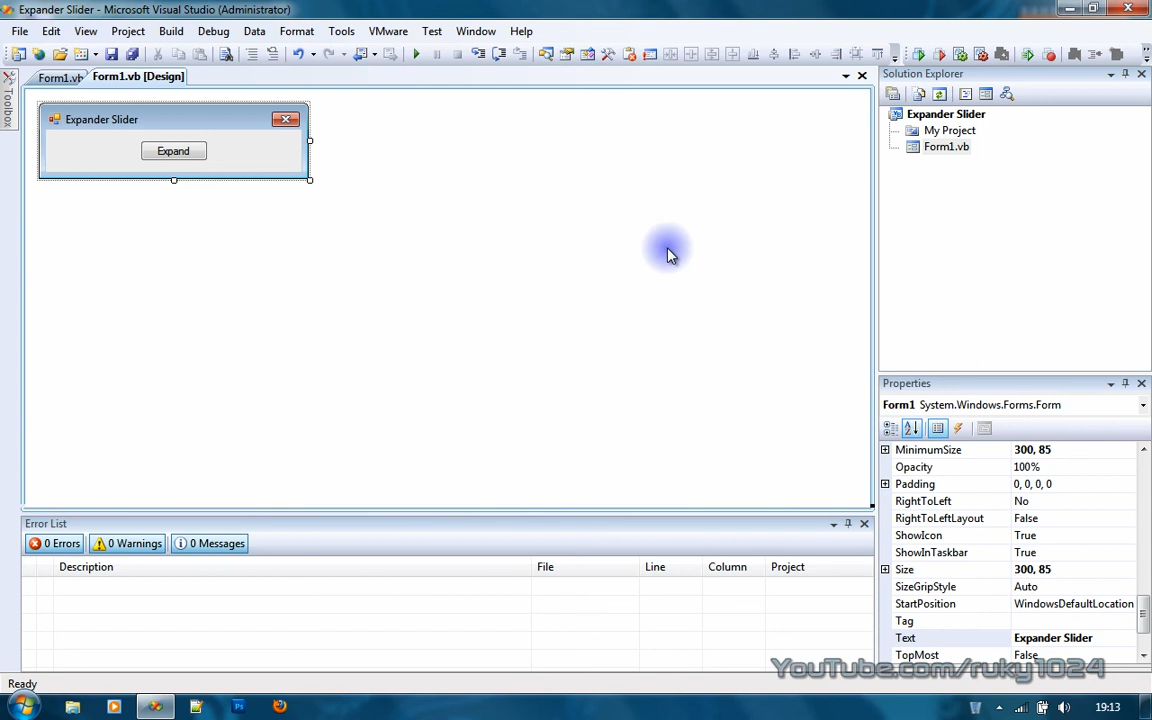 Expander Slider - Microsoft Visual Studio (Administrator)
File Edit View Project Build Debug Data Format Tools VMware Test Window Help
Toolbox
Form1.vb Form1.vb [Design]
Expander Slider
Expand
Solution Explorer
Expander Slider
My Project
Form1.vb
Properties
Form1 System.Windows.Forms.Form
MinimumSize 300, 85
Opacity 100%
Padding 0, 0, 0, 0
RightToLeft No
RightToLeftLayout False
ShowIcon True
ShowInTaskbar True
Size 300, 85
SizeGripStyle Auto
StartPosition WindowsDefaultLocation
Tag
Text Expander Slider
TopMost False
Error List
0 Errors 0 Warnings 0 Messages
Description File Line Column Project
YouTube.com/ruky1024
Ready
Ps
19:13